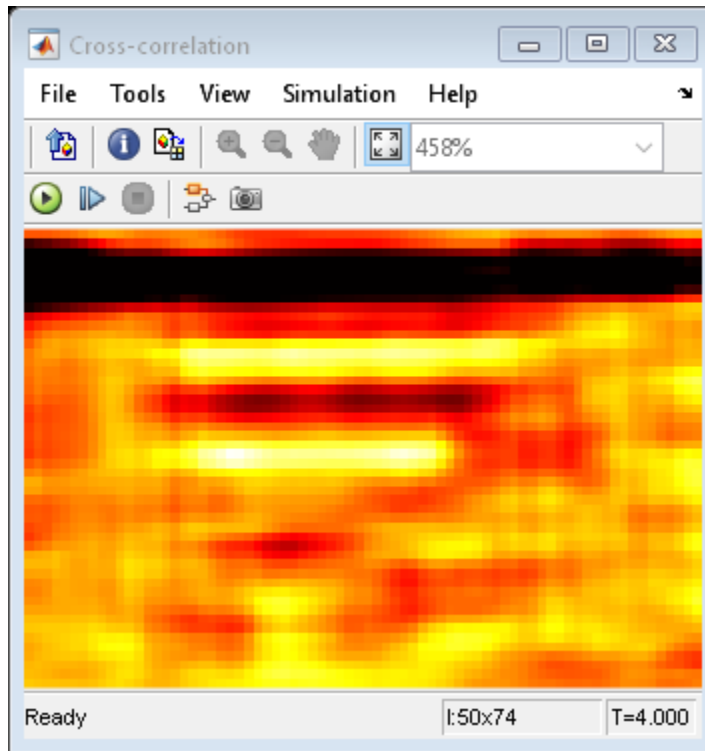 Cross-correlation
File Tools View Simulation Help
458%
Ready I:50x74 T=4.000